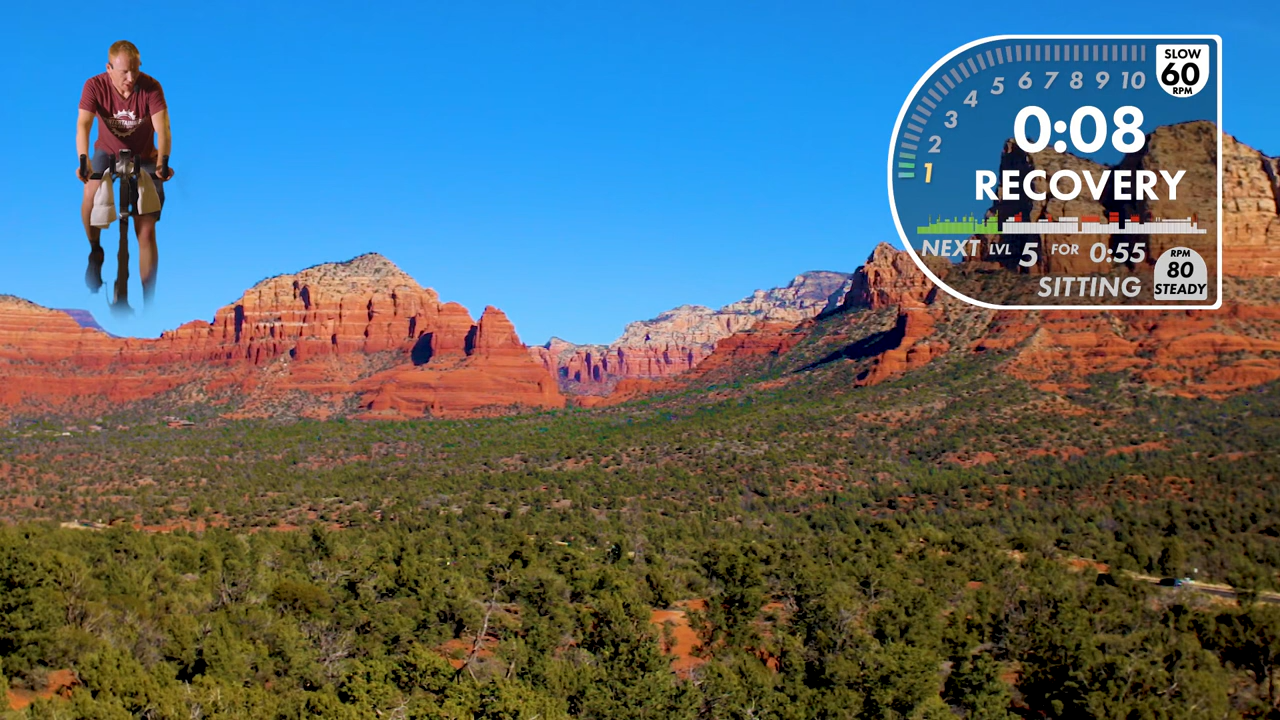 SLOW
60
RPM
1
2
3
4
5 6 7 8 9 10
0:08
RECOVERY
NEXT LVL 5 FOR 0:55
SITTING
RPM
80
STEADY